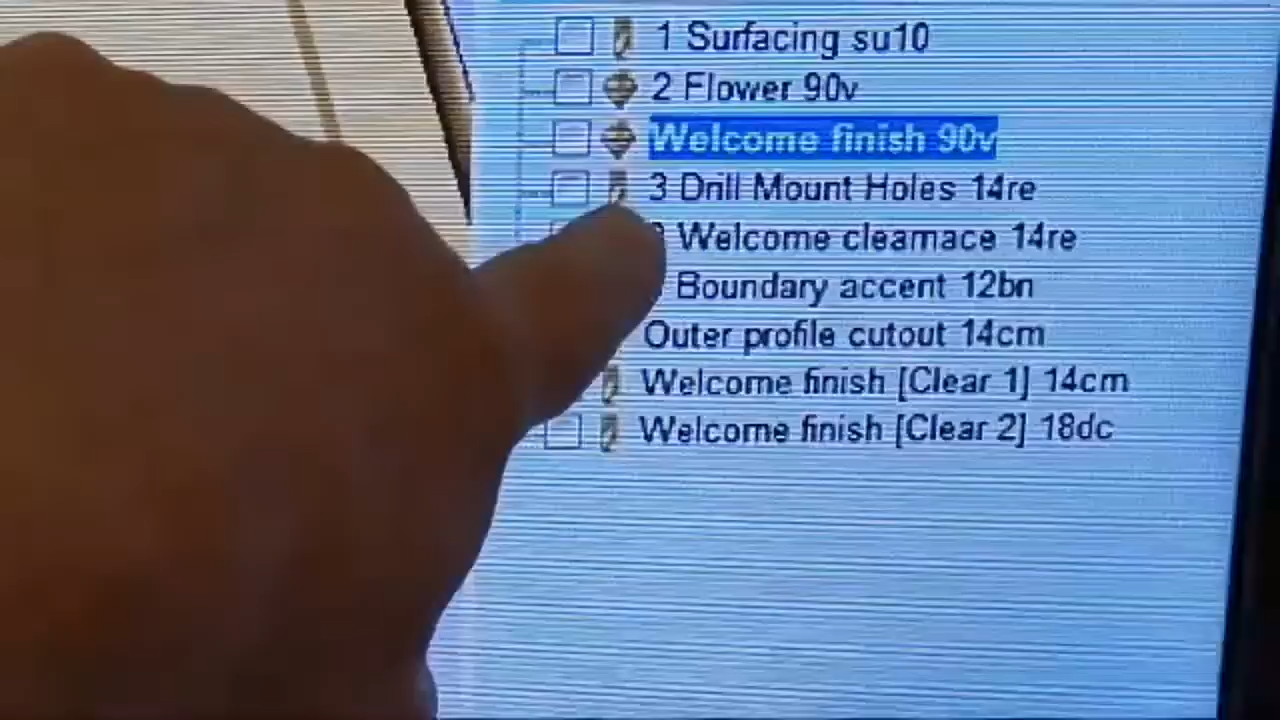 1 Surfacing su10
2 Flower 90v
Welcome finish 90v
3 Drill Mount Holes 14re
Welcome cleamace 14re
Boundary accent 12bn
Outer profile cutout 14cm
Welcome finish [Clear 1] 14cm
Welcome finish [Clear 2] 18dc